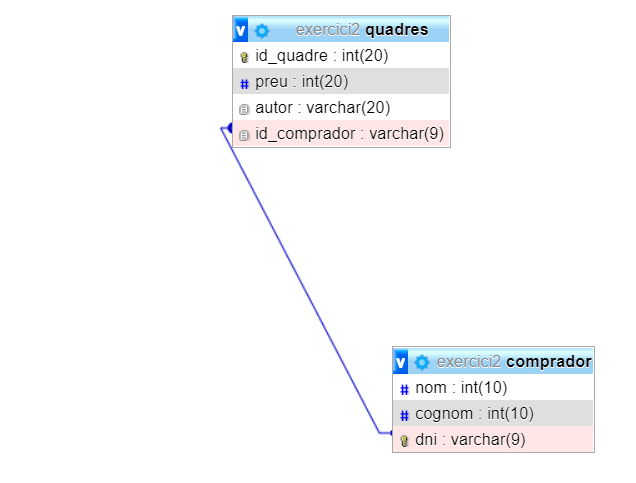 v exercici2 quadres
id_quadre : int(20)
# preu : int(20)
autor : varchar(20)
id_comprador : varchar(9)
v exercici2 comprador
# nom : int(10)
# cognom : int(10)
dni : varchar(9)